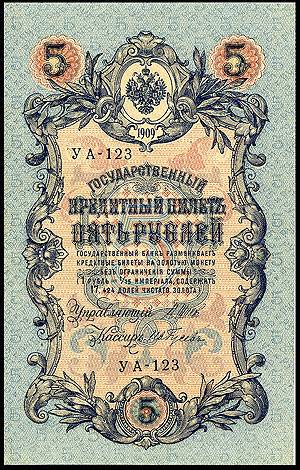 5 5
1909
УА-123
ГОСУДАРСТВЕННЫЙ
КРЕДИТНЫЙ БИЛЕТЪ
ПЯТЬ РУБЛЕЙ
ГОСУДАРСТВЕННЫЙ БАНКЪ РАЗМѢНИВАЕТЪ
КРЕДИТНЫЕ БИЛЕТЫ НА ЗОЛОТУЮ МОНЕТУ
БЕЗЪ ОГРАНИЧЕНІЯ СУММЫ
(1 РУБЛЬ = 1/15 ИМПЕРІАЛА, СОДЕРЖИТЪ
17,424 ДОЛЕЙ ЧИСТАГО ЗОЛОТА)
Управляющій
Кассиръ
УА-123
5